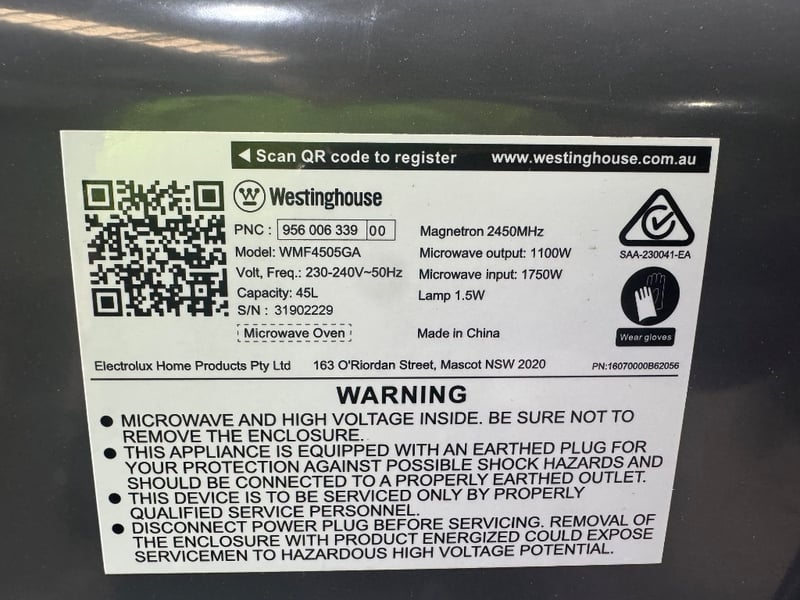 ◀ Scan QR code to register www.westinghouse.com.au
W Westinghouse
PNC : 956 006 339 00
Model: WMF4505GA
Volt, Freq.: 230-240V~50Hz
Capacity: 45L
S/N : 31902229
Microwave Oven
Magnetron 2450MHz
Microwave output: 1100W
Microwave input: 1750W
Lamp 1.5W
Made in China
SAA-230041-EA
Wear gloves
Electrolux Home Products Pty Ltd 163 O'Riordan Street, Mascot NSW 2020 PN:16070000B62056
WARNING
● MICROWAVE AND HIGH VOLTAGE INSIDE. BE SURE NOT TO
REMOVE THE ENCLOSURE.
● THIS APPLIANCE IS EQUIPPED WITH AN EARTHED PLUG FOR
YOUR PROTECTION AGAINST POSSIBLE SHOCK HAZARDS AND
SHOULD BE CONNECTED TO A PROPERLY EARTHED OUTLET.
● THIS DEVICE IS TO BE SERVICED ONLY BY PROPERLY
QUALIFIED SERVICE PERSONNEL.
● DISCONNECT POWER PLUG BEFORE SERVICING. REMOVAL OF
THE ENCLOSURE WITH PRODUCT ENERGIZED COULD EXPOSE
SERVICEMEN TO HAZARDOUS HIGH VOLTAGE POTENTIAL.